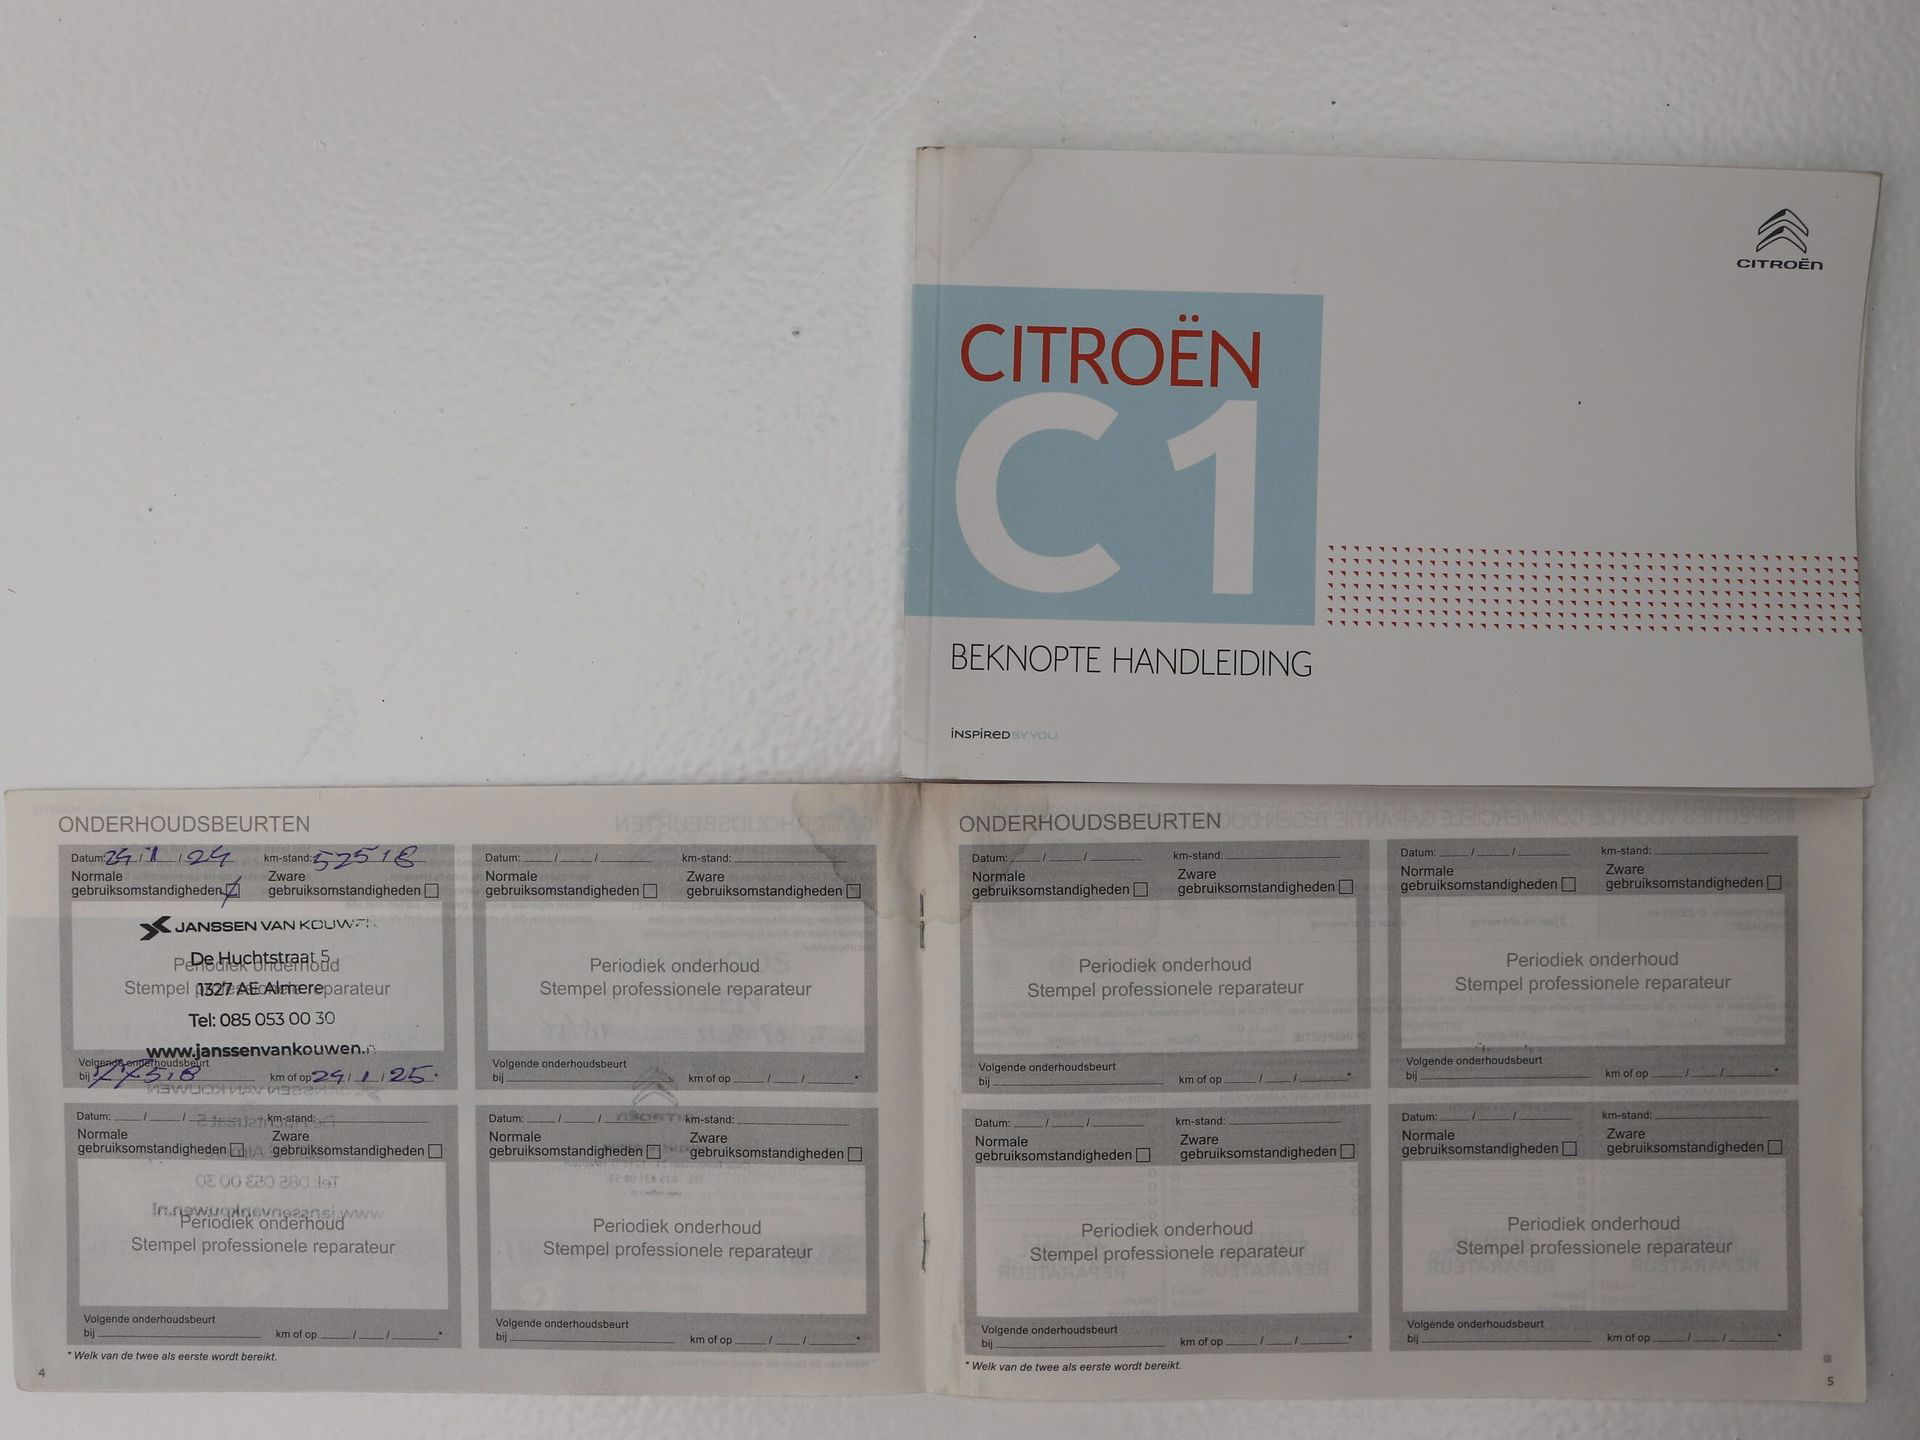 CITROËN
CITROËN
C1
BEKNOPTE HANDLEIDING
INSPIRED BY YOU
ONDERHOUDSBEURTEN
Datum: 24 / 1 / 24 km-stand: 52518
Normale gebruiksomstandigheden
Zware gebruiksomstandigheden
JANSSEN VAN KOUWEN
De Huchtstraat 5
Periodiek onderhoud
1327 AE Almere
Stempel professionele reparateur
Tel: 085 053 00 30
www.janssenvankouwen.n
Volgende onderhoudsbeurt
bij 77518 km of op 24 / 1 / 25 *
Datum: / / km-stand:
Normale gebruiksomstandigheden
Zware gebruiksomstandigheden
Periodiek onderhoud
Stempel professionele reparateur
Volgende onderhoudsbeurt
bij km of op / / *
Datum: / / km-stand:
Normale gebruiksomstandigheden
Zware gebruiksomstandigheden
Periodiek onderhoud
Stempel professionele reparateur
Volgende onderhoudsbeurt
bij km of op / / *
Datum: / / km-stand:
Normale gebruiksomstandigheden
Zware gebruiksomstandigheden
Periodiek onderhoud
Stempel professionele reparateur
Volgende onderhoudsbeurt
bij km of op / / *
* Welk van de twee als eerste wordt bereikt.
4
ONDERHOUDSBEURTEN
Datum: / / km-stand:
Normale gebruiksomstandigheden
Zware gebruiksomstandigheden
Periodiek onderhoud
Stempel professionele reparateur
Volgende onderhoudsbeurt
bij km of op / / *
Datum: / / km-stand:
Normale gebruiksomstandigheden
Zware gebruiksomstandigheden
Periodiek onderhoud
Stempel professionele reparateur
Volgende onderhoudsbeurt
bij km of op / / *
Datum: / / km-stand:
Normale gebruiksomstandigheden
Zware gebruiksomstandigheden
Periodiek onderhoud
Stempel professionele reparateur
Volgende onderhoudsbeurt
bij km of op / / *
Datum: / / km-stand:
Normale gebruiksomstandigheden
Zware gebruiksomstandigheden
Periodiek onderhoud
Stempel professionele reparateur
Volgende onderhoudsbeurt
bij km of op / / *
* Welk van de twee als eerste wordt bereikt.
5